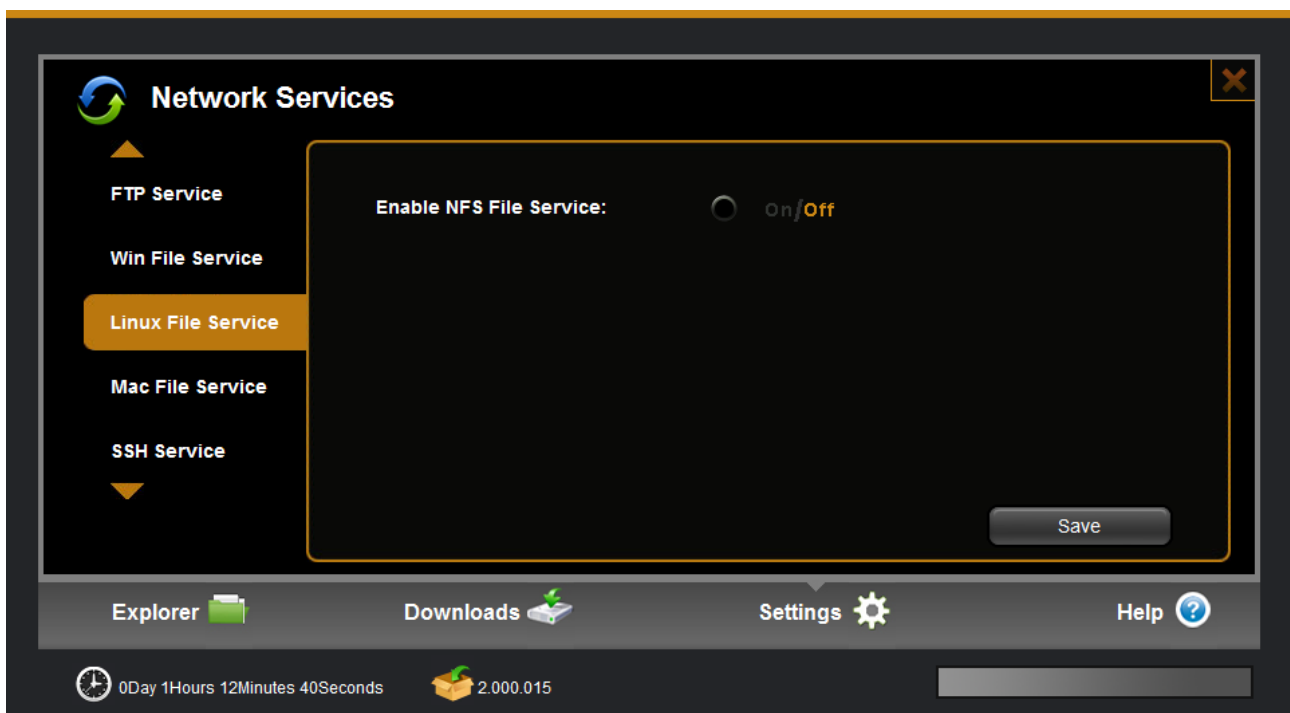 Network Services
FTP Service
Win File Service
Linux File Service
Mac File Service
SSH Service
Enable NFS File Service:
On/Off
Save
Explorer
Downloads
Settings
Help ?
0Day 1Hours 12Minutes 40Seconds
2.000.015